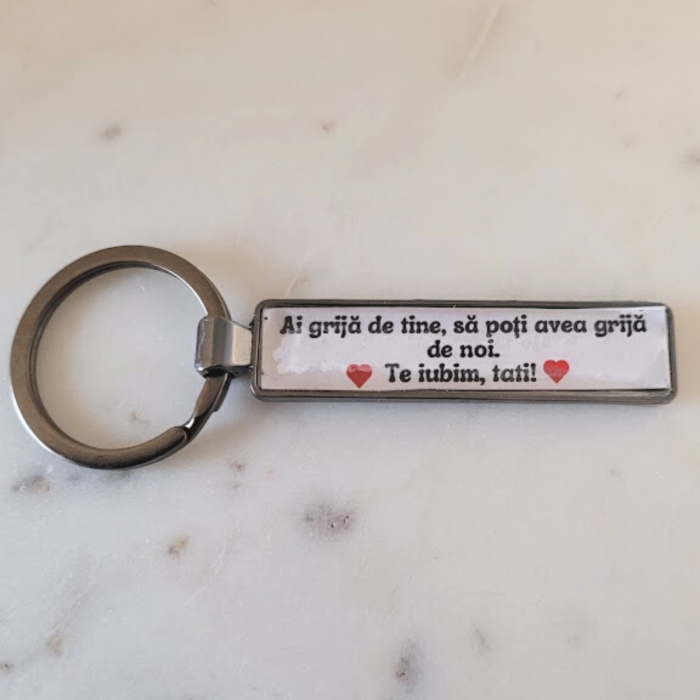 Ai grijă de tine, să poți avea grijă
de noi.
Te iubim, tati!